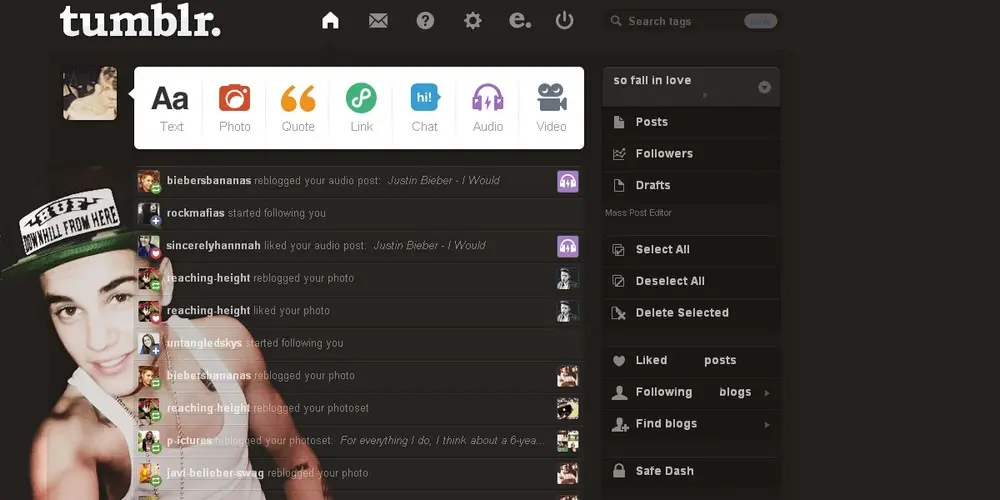 tumblr.
Search tags
Aa
hi!
Text Photo Quote Link Chat Audio Video
biebersbananas reblogged your audio post: Justin Bieber - I Would
rockmafias started following you
sincerelyhannnah liked your audio post: Justin Bieber - I Would
reaching-height reblogged your photo
reaching-height liked your photo
untangledskys started following you
biebersbananas reblogged your photo
reaching-height reblogged your photoset
p-ictures reblogged your photoset: For everything I do, I think about a 6-yea...
javi-belieber-swag reblogged your photo
DOWNHILL FROM HERE
so fall in love
Posts
Followers
Drafts
Mass Post Editor
Select All
Deselect All
Delete Selected
Liked posts
Following blogs
Find blogs
Safe Dash